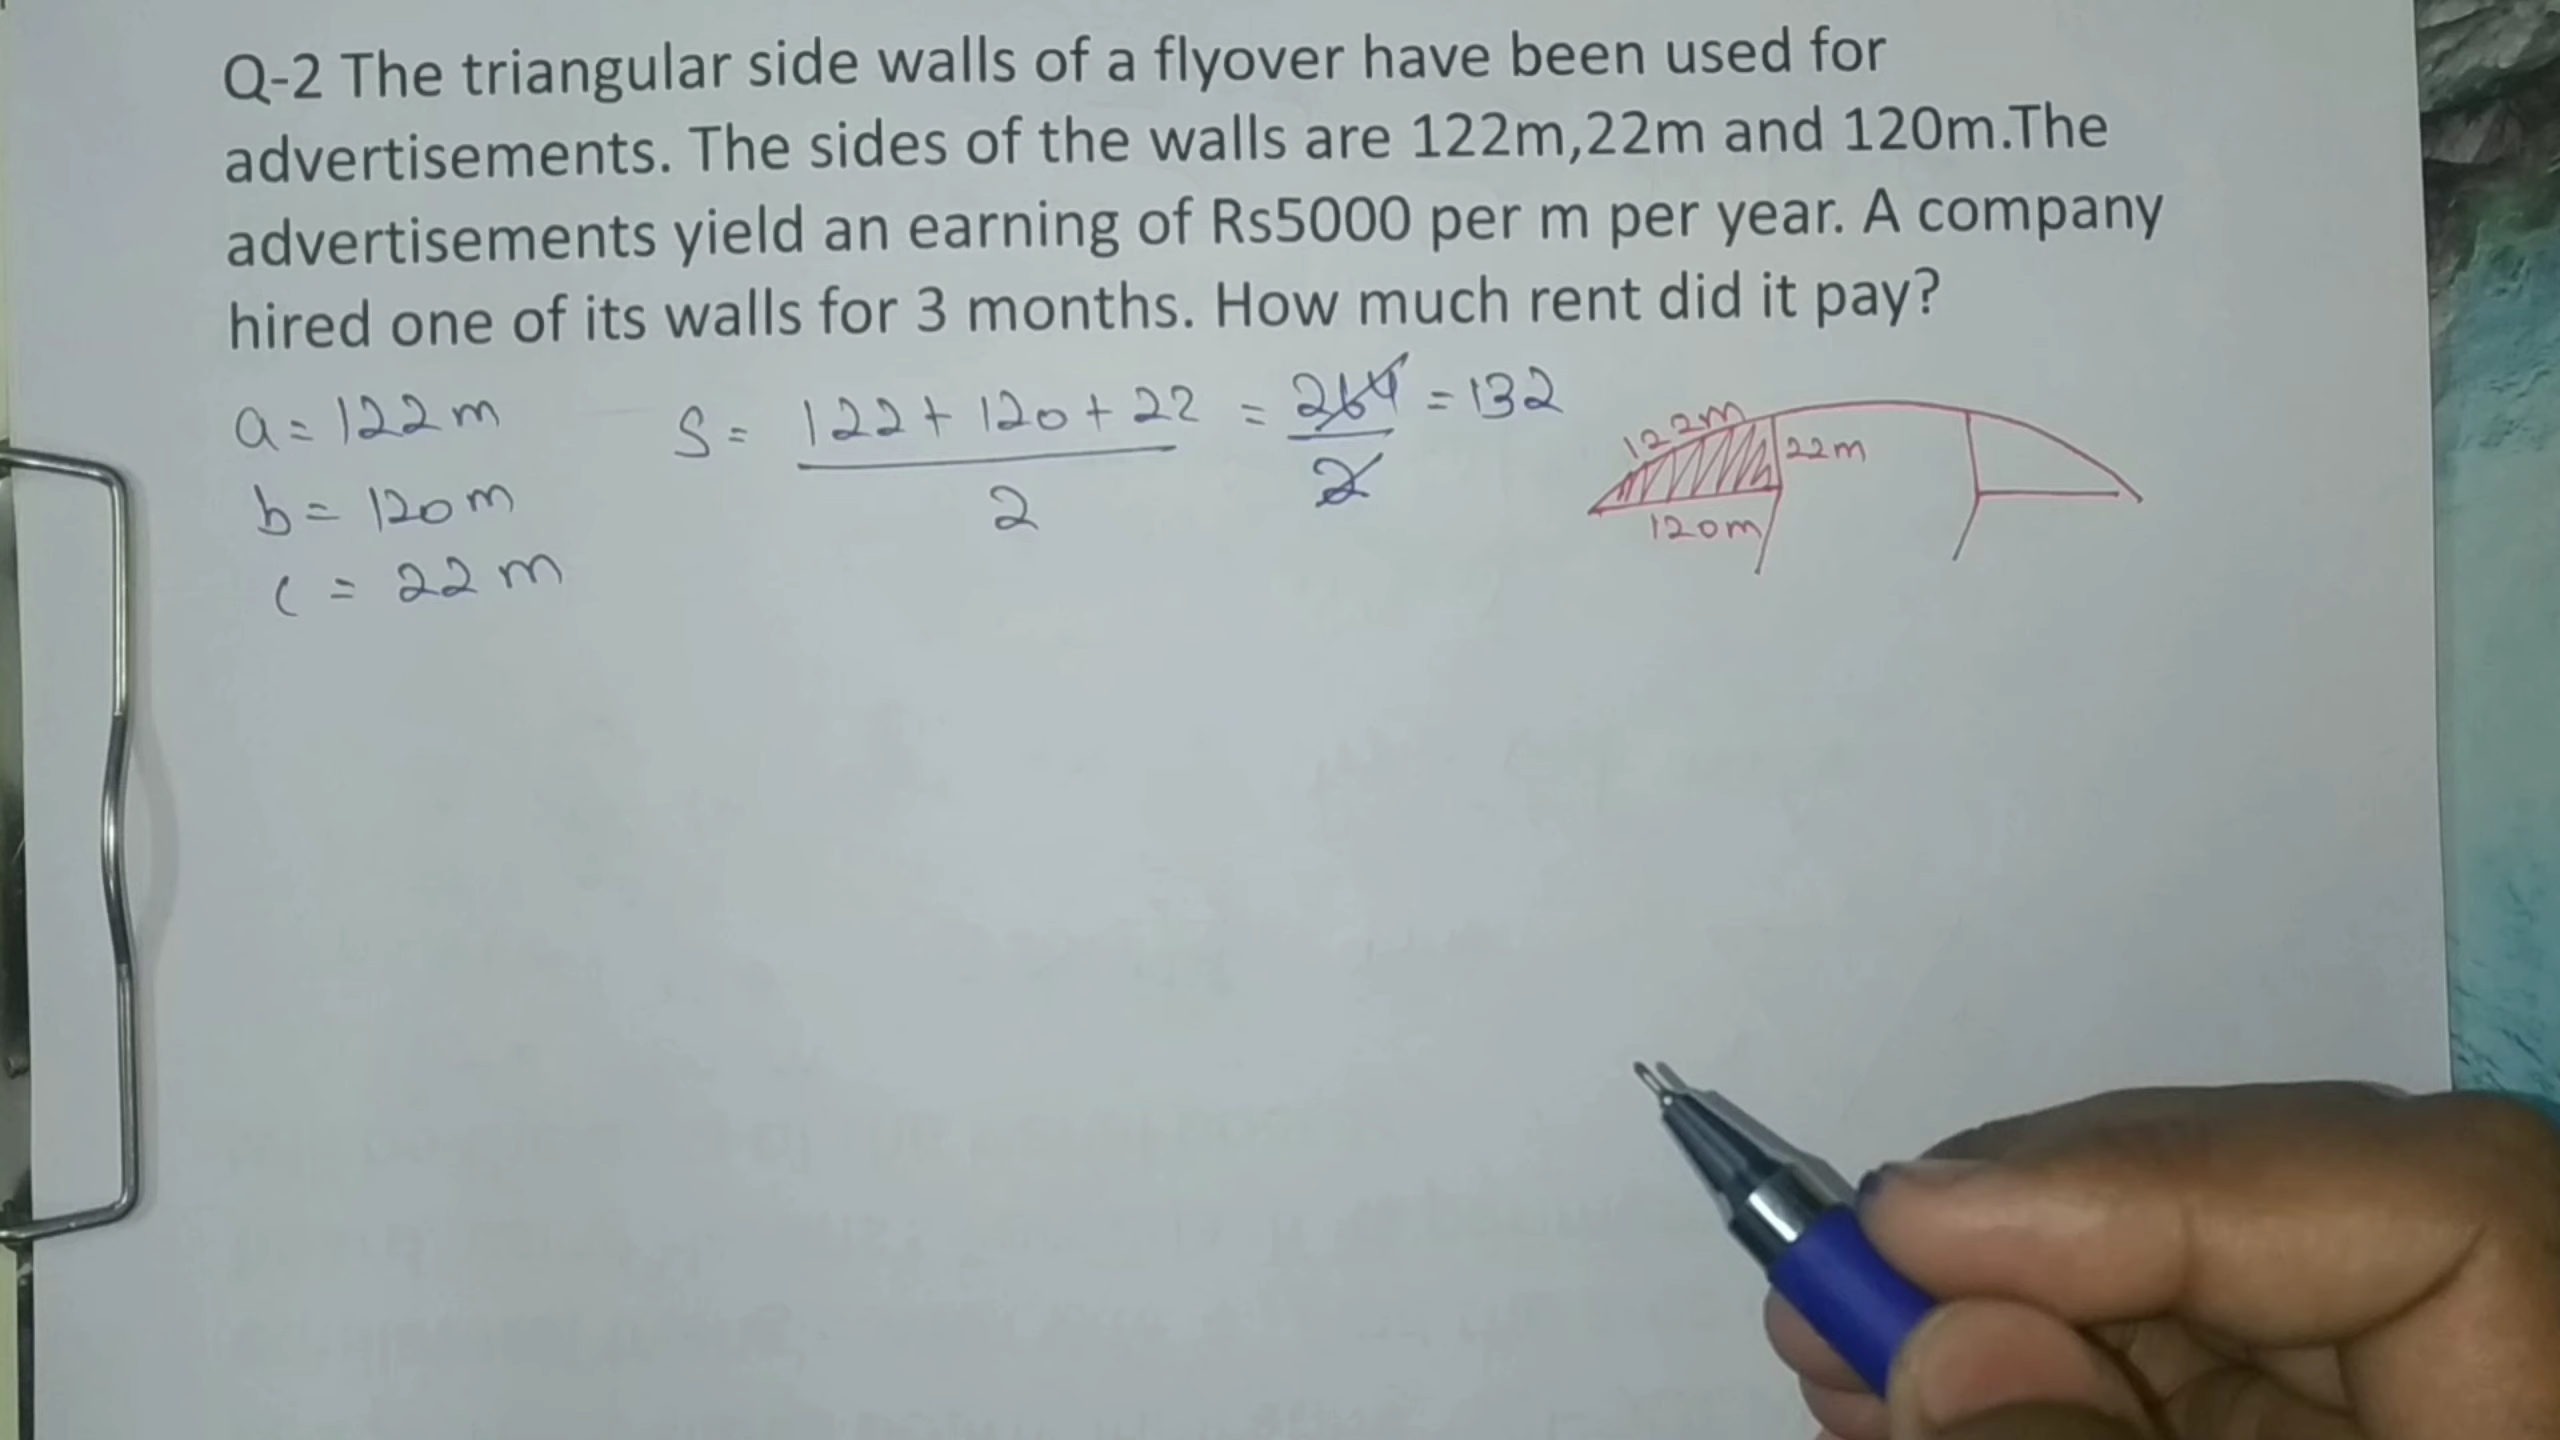 Q-2 The triangular side walls of a flyover have been used for
advertisements. The sides of the walls are 122m,22m and 120m.The
advertisements yield an earning of Rs5000 per m per year. A company
hired one of its walls for 3 months. How much rent did it pay?
a = 122 m
b = 120 m
c = 22 m
S = 122 + 120 + 22 = 264 = 132
2 2
122m
22m
120m